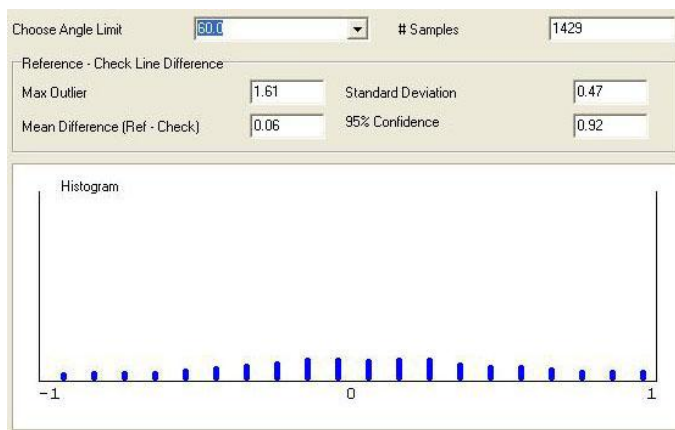 Choose Angle Limit 60.0 # Samples 1429
Reference - Check Line Difference
Max Outlier 1.61 Standard Deviation 0.47
Mean Difference (Ref - Check) 0.06 95% Confidence 0.92
Histogram
-1 0 1